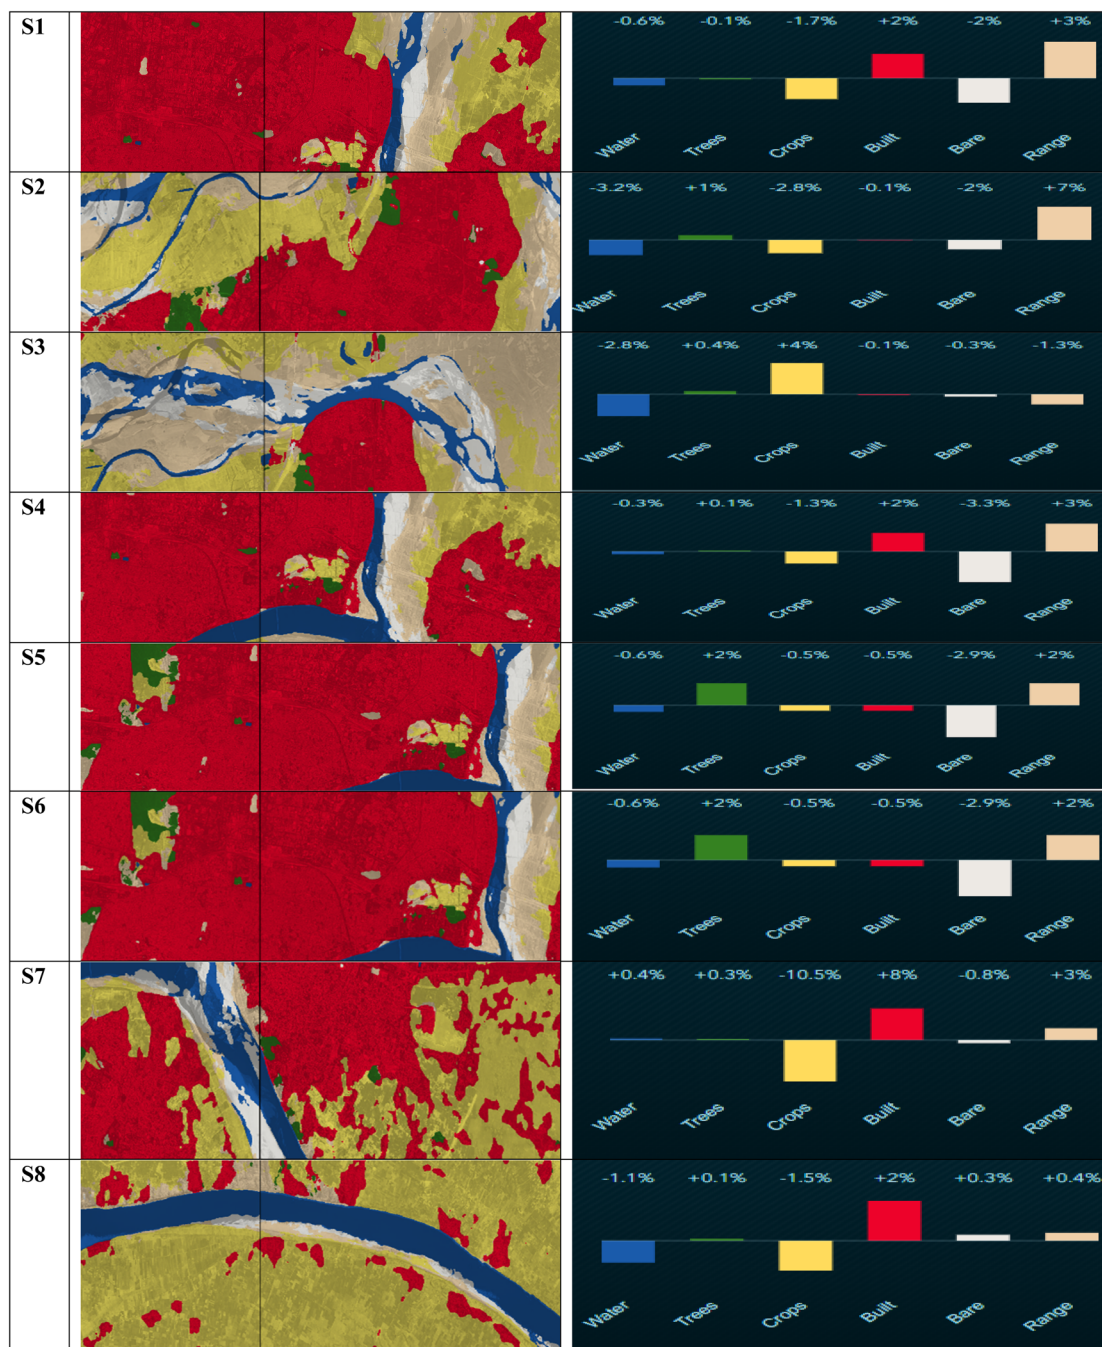 S1
-0.6% -0.1% -1.7% +2% -2% +3%
Water Trees Crops Built Bare Range
S2
-3.2% +1% -2.8% -0.1% -2% +7%
Water Trees Crops Built Bare Range
S3
-2.8% +0.4% +4% -0.1% -0.3% -1.3%
Water Trees Crops Built Bare Range
S4
-0.3% +0.1% -1.3% +2% -3.3% +3%
Water Trees Crops Built Bare Range
S5
-0.6% +2% -0.5% -0.5% -2.9% +2%
Water Trees Crops Built Bare Range
S6
-0.6% +2% -0.5% -0.5% -2.9% +2%
Water Trees Crops Built Bare Range
S7
+0.4% +0.3% -10.5% +8% -0.8% +3%
Water Trees Crops Built Bare Range
S8
-1.1% +0.1% -1.5% +2% +0.3% +0.4%
Water Trees Crops Built Bare Range